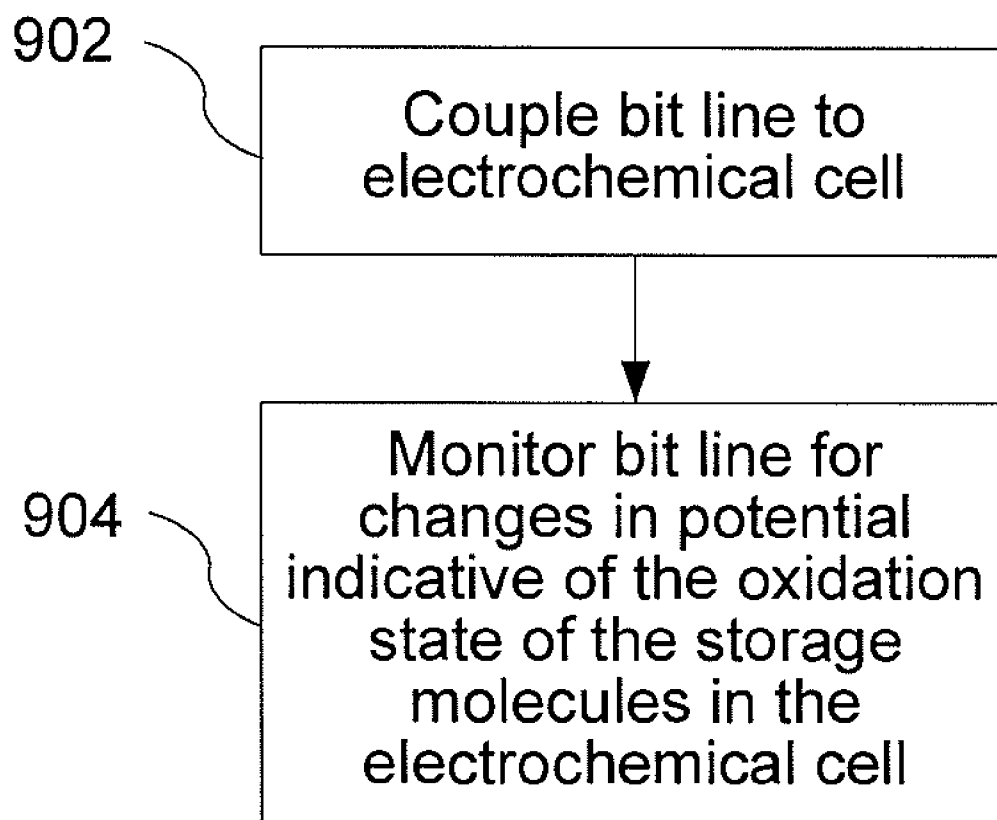 902
Couple bit line to
electrochemical cell
904
Monitor bit line for
changes in potential
indicative of the oxidation
state of the storage
molecules in the
electrochemical cell